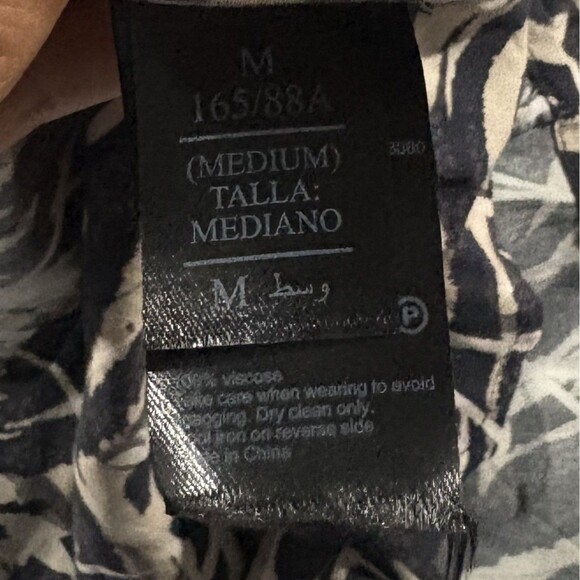 M
165/88A
(MEDIUM)
3080
TALLA:
MEDIANO
M وسط
P
100% viscose
care when wearing to avoid
Dry clean only.
iron on reverse side
in China